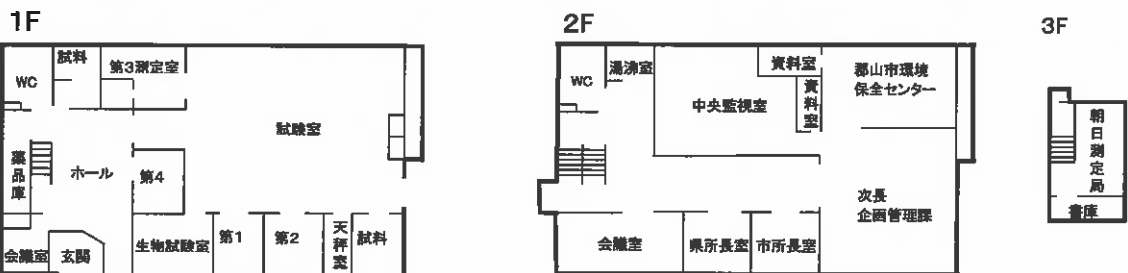 1F
WC
試料
第3測定室
試験室
薬品庫
ホール
第4
会議室
玄関
生物試験室
第1
第2
天秤室
試料
2F
WC
湯沸室
中央監視室
資料室
資料室
郡山市環境
保全センター
次長
企画管理課
会議室
県所長室
市所長室
3F
朝日測定局
書庫